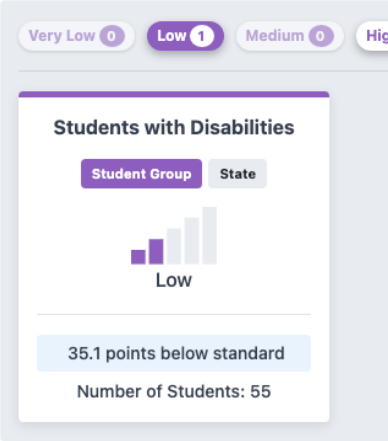 Very Low 0 Low 1 Medium 0 Hig
Students with Disabilities
Student Group State
Low
35.1 points below standard
Number of Students: 55